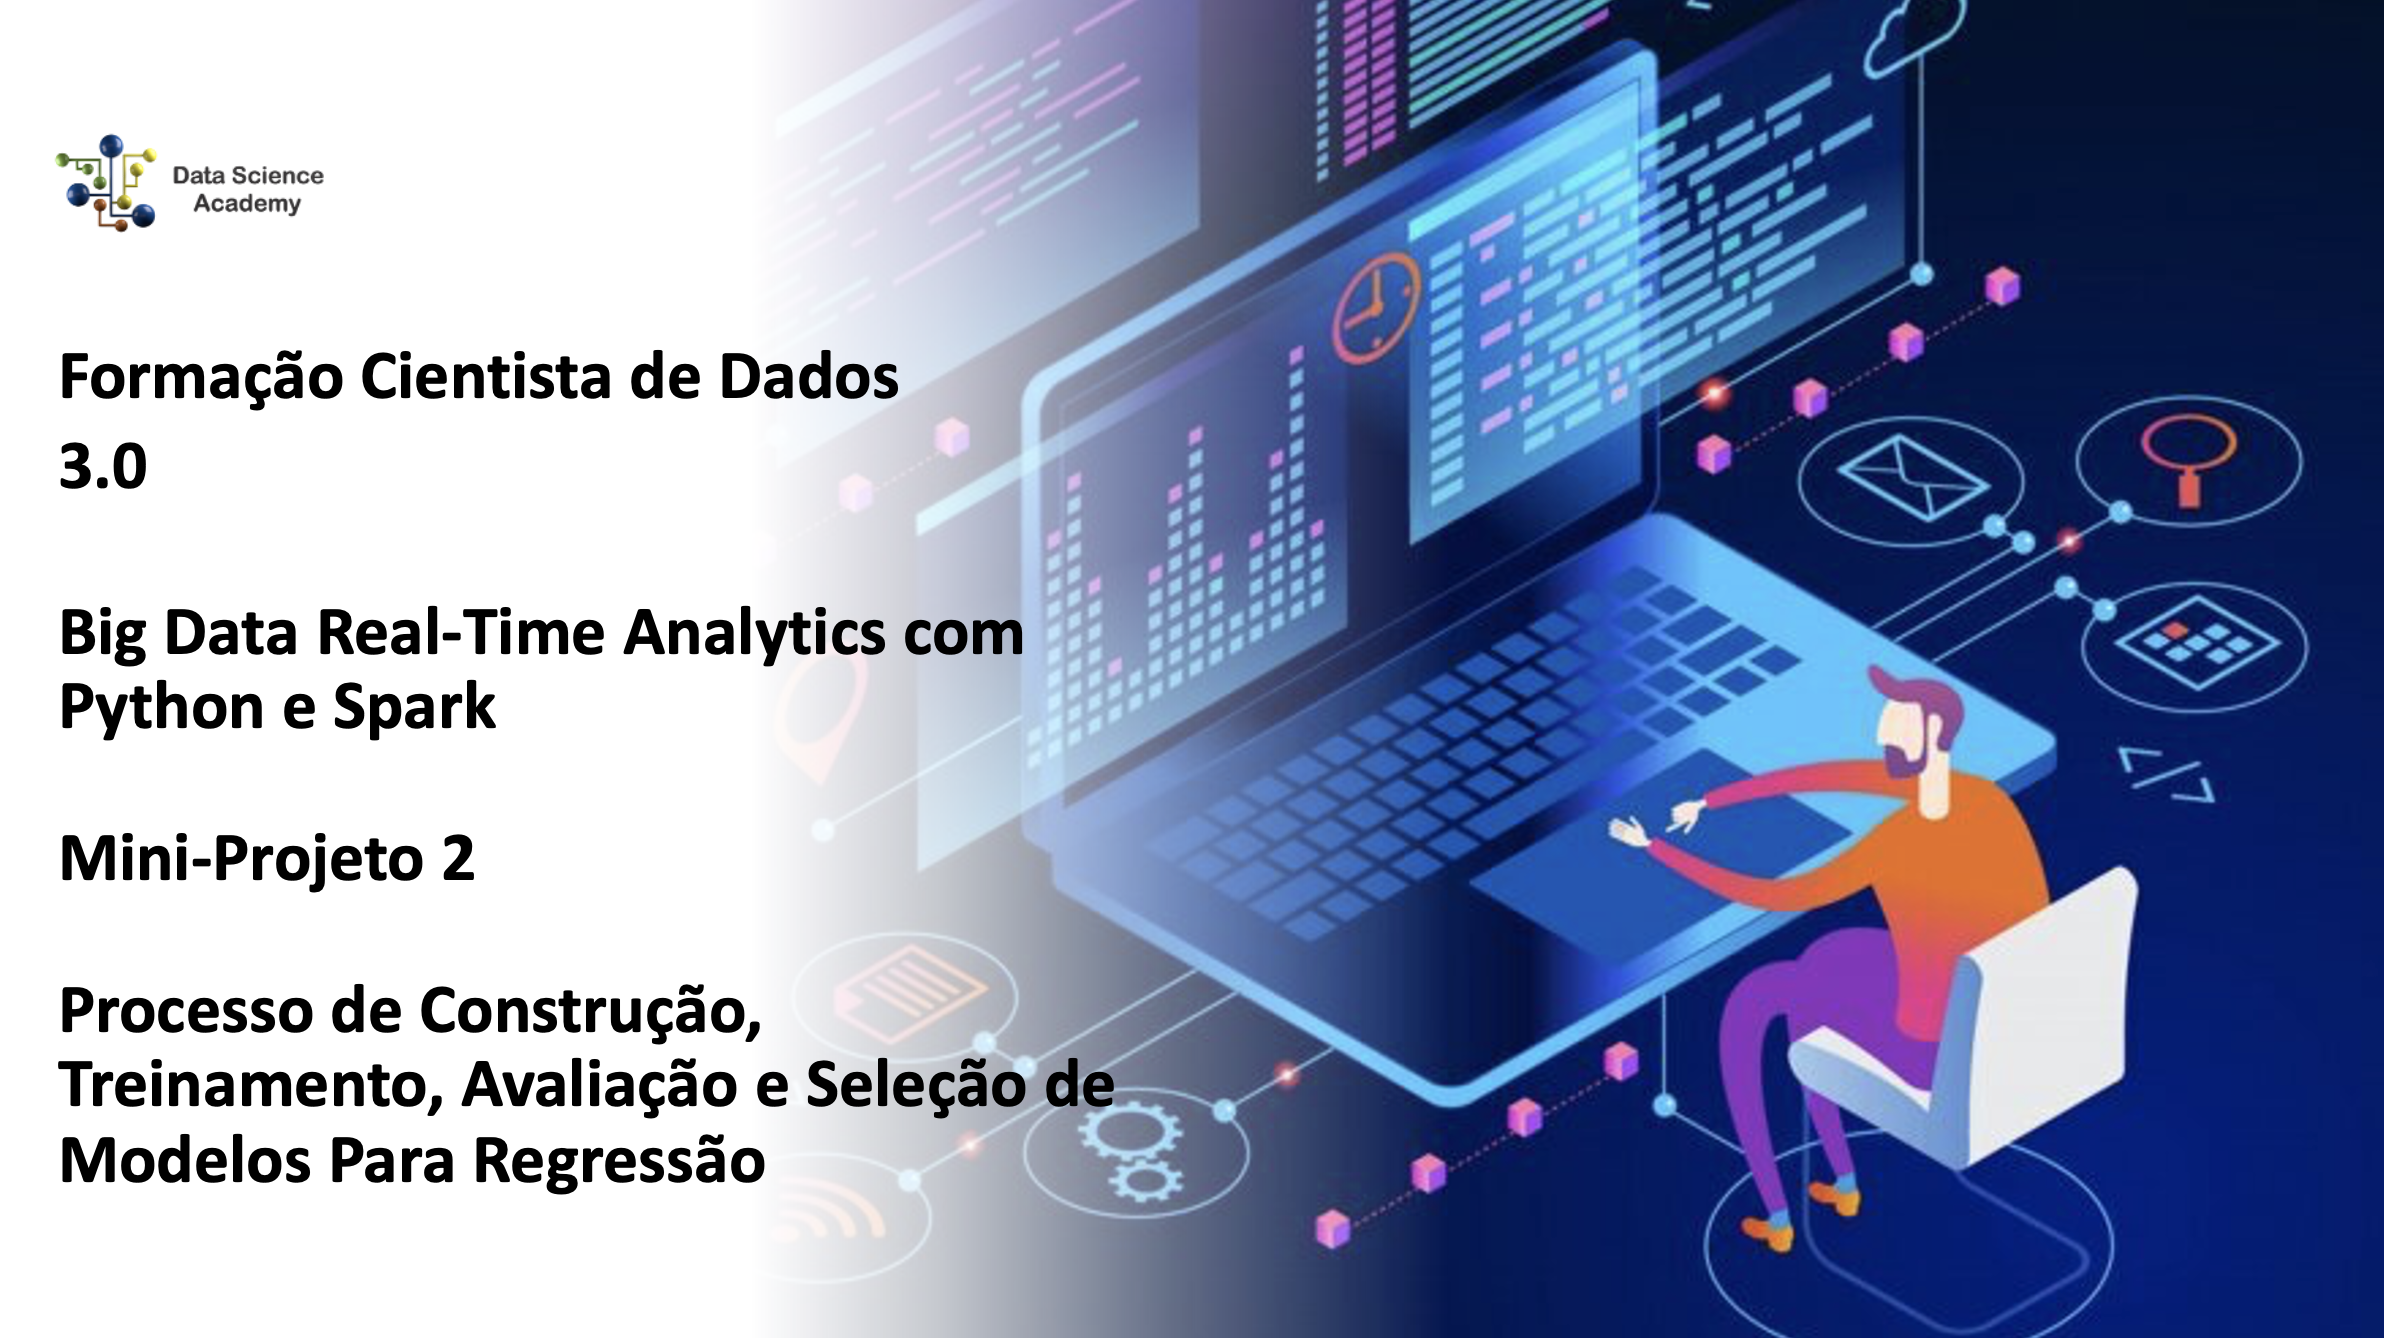 Data Science
Academy
Formação Cientista de Dados
3.0
Big Data Real-Time Analytics com
Python e Spark
Mini-Projeto 2
Processo de Construção,
Treinamento, Avaliação e Seleção de
Modelos Para Regressão